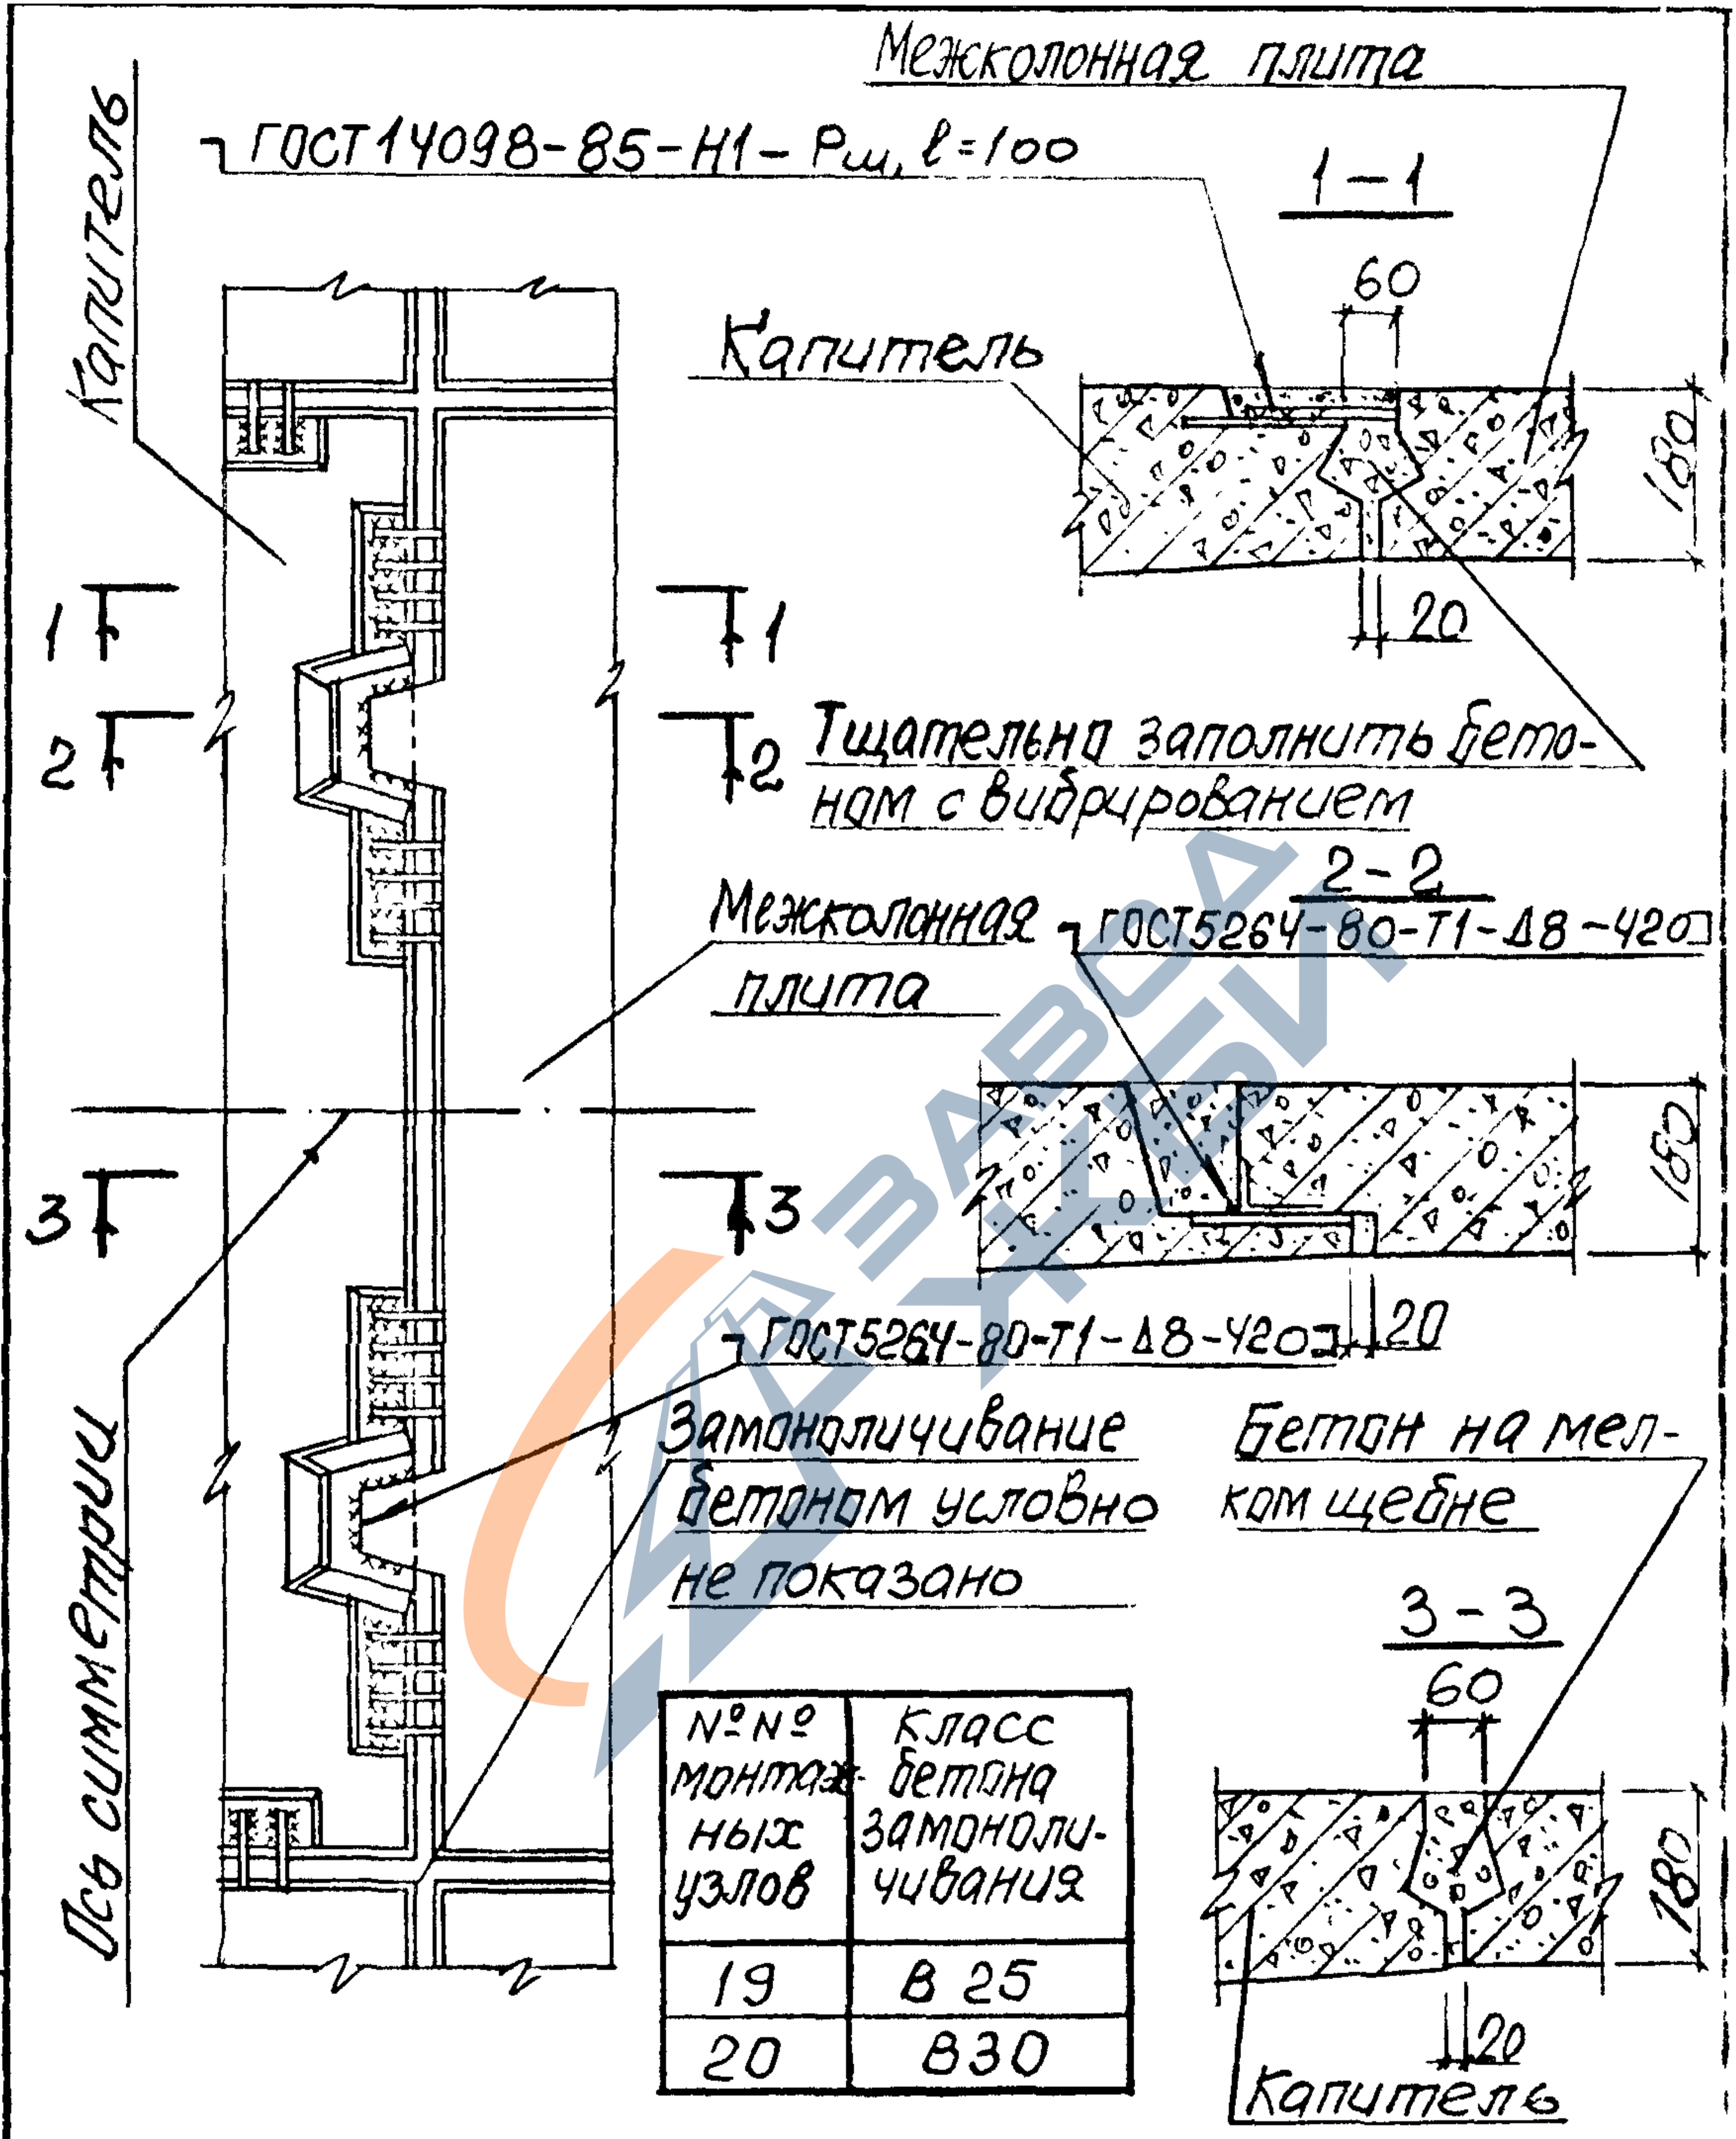 Межколонная плита
ГОСТ 14098-85-Н1-Рш, ℓ=100
Капитель
1-1
60
Капитель
180
20
1
1
2
2
Тщательно заполнить бето-
ном с вибрированием
2-2
Межколонная
плита
ГОСТ5264-80-Т1-Δ8-420
180
20
3
3
ЗАВОД
ЖБИ
ГОСТ5264-80-Т1-Δ8-420
Замоноличивание
бетоном условно
не показано
Бетон на мел-
ком щебне
Ось симметрии
3-3
60
180
20
Капитель
№№
монтаж-
ных
узлов
Класс
бетона
замоноли-
чивания
19
В 25
20
В30